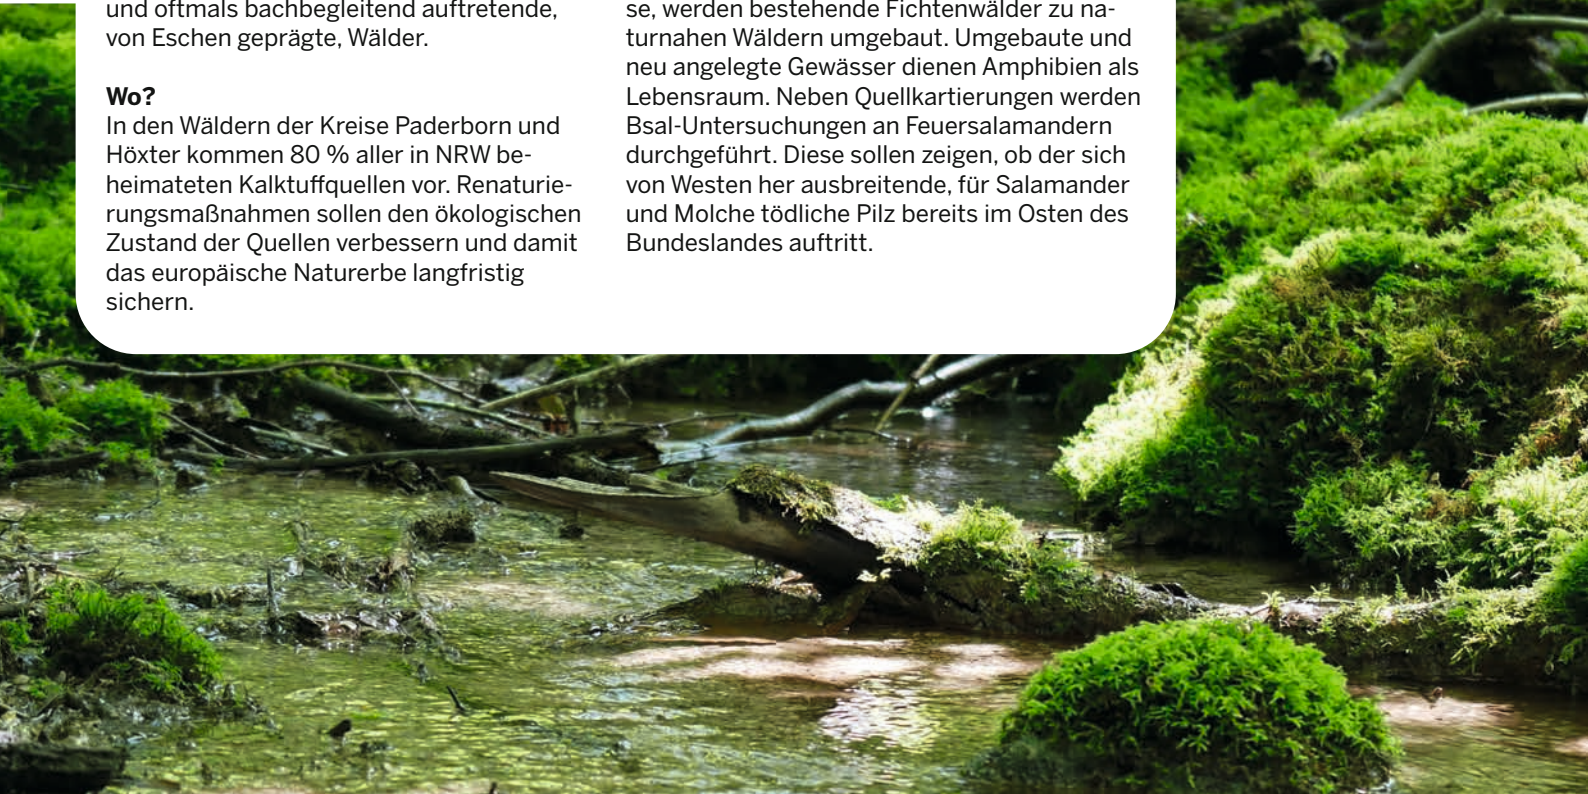 und oftmals bachbegleitend auftretende,
von Eschen geprägte, Wälder.
Wo?
In den Wäldern der Kreise Paderborn und
Höxter kommen 80 % aller in NRW be-
heimateten Kalktuffquellen vor. Renaturie-
rungsmaßnahmen sollen den ökologischen
Zustand der Quellen verbessern und damit
das europäische Naturerbe langfristig
sichern.
se, werden bestehende Fichtenwälder zu na-
turnahen Wäldern umgebaut. Umgebaute und
neu angelegte Gewässer dienen Amphibien als
Lebensraum. Neben Quellkartierungen werden
Bsal-Untersuchungen an Feuersalamandern
durchgeführt. Diese sollen zeigen, ob der sich
von Westen her ausbreitende, für Salamander
und Molche tödliche Pilz bereits im Osten des
Bundeslandes auftritt.